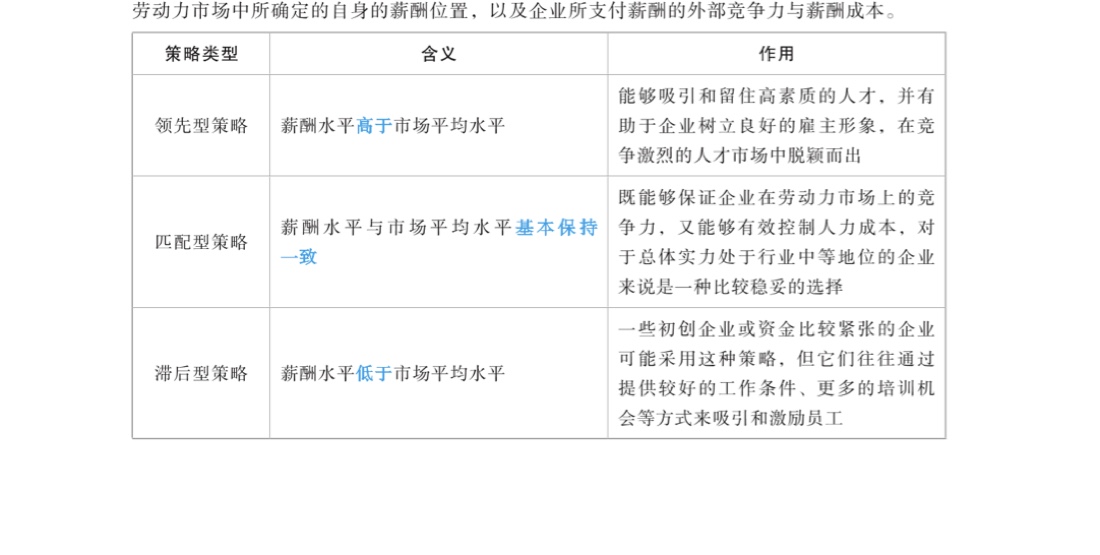 劳动力市场中所确定的自身的薪酬位置，以及企业所支付薪酬的外部竞争力与薪酬成本。
策略类型 含义 作用
领先型策略
薪酬水平高于市场平均水平
能够吸引和留住高素质的人才，并有
助于企业树立良好的雇主形象，在竞
争激烈的人才市场中脱颖而出
匹配型策略
薪酬水平与市场平均水平基本保持
一致
既能够保证企业在劳动力市场上的竞
争力，又能够有效控制人力成本，对
于总体实力处于行业中等地位的企业
来说是一种比较稳妥的选择
滞后型策略
薪酬水平低于市场平均水平
一些初创企业或资金比较紧张的企业
可能采用这种策略，但它们往往通过
提供较好的工作条件、更多的培训机
会等方式来吸引和激励员工